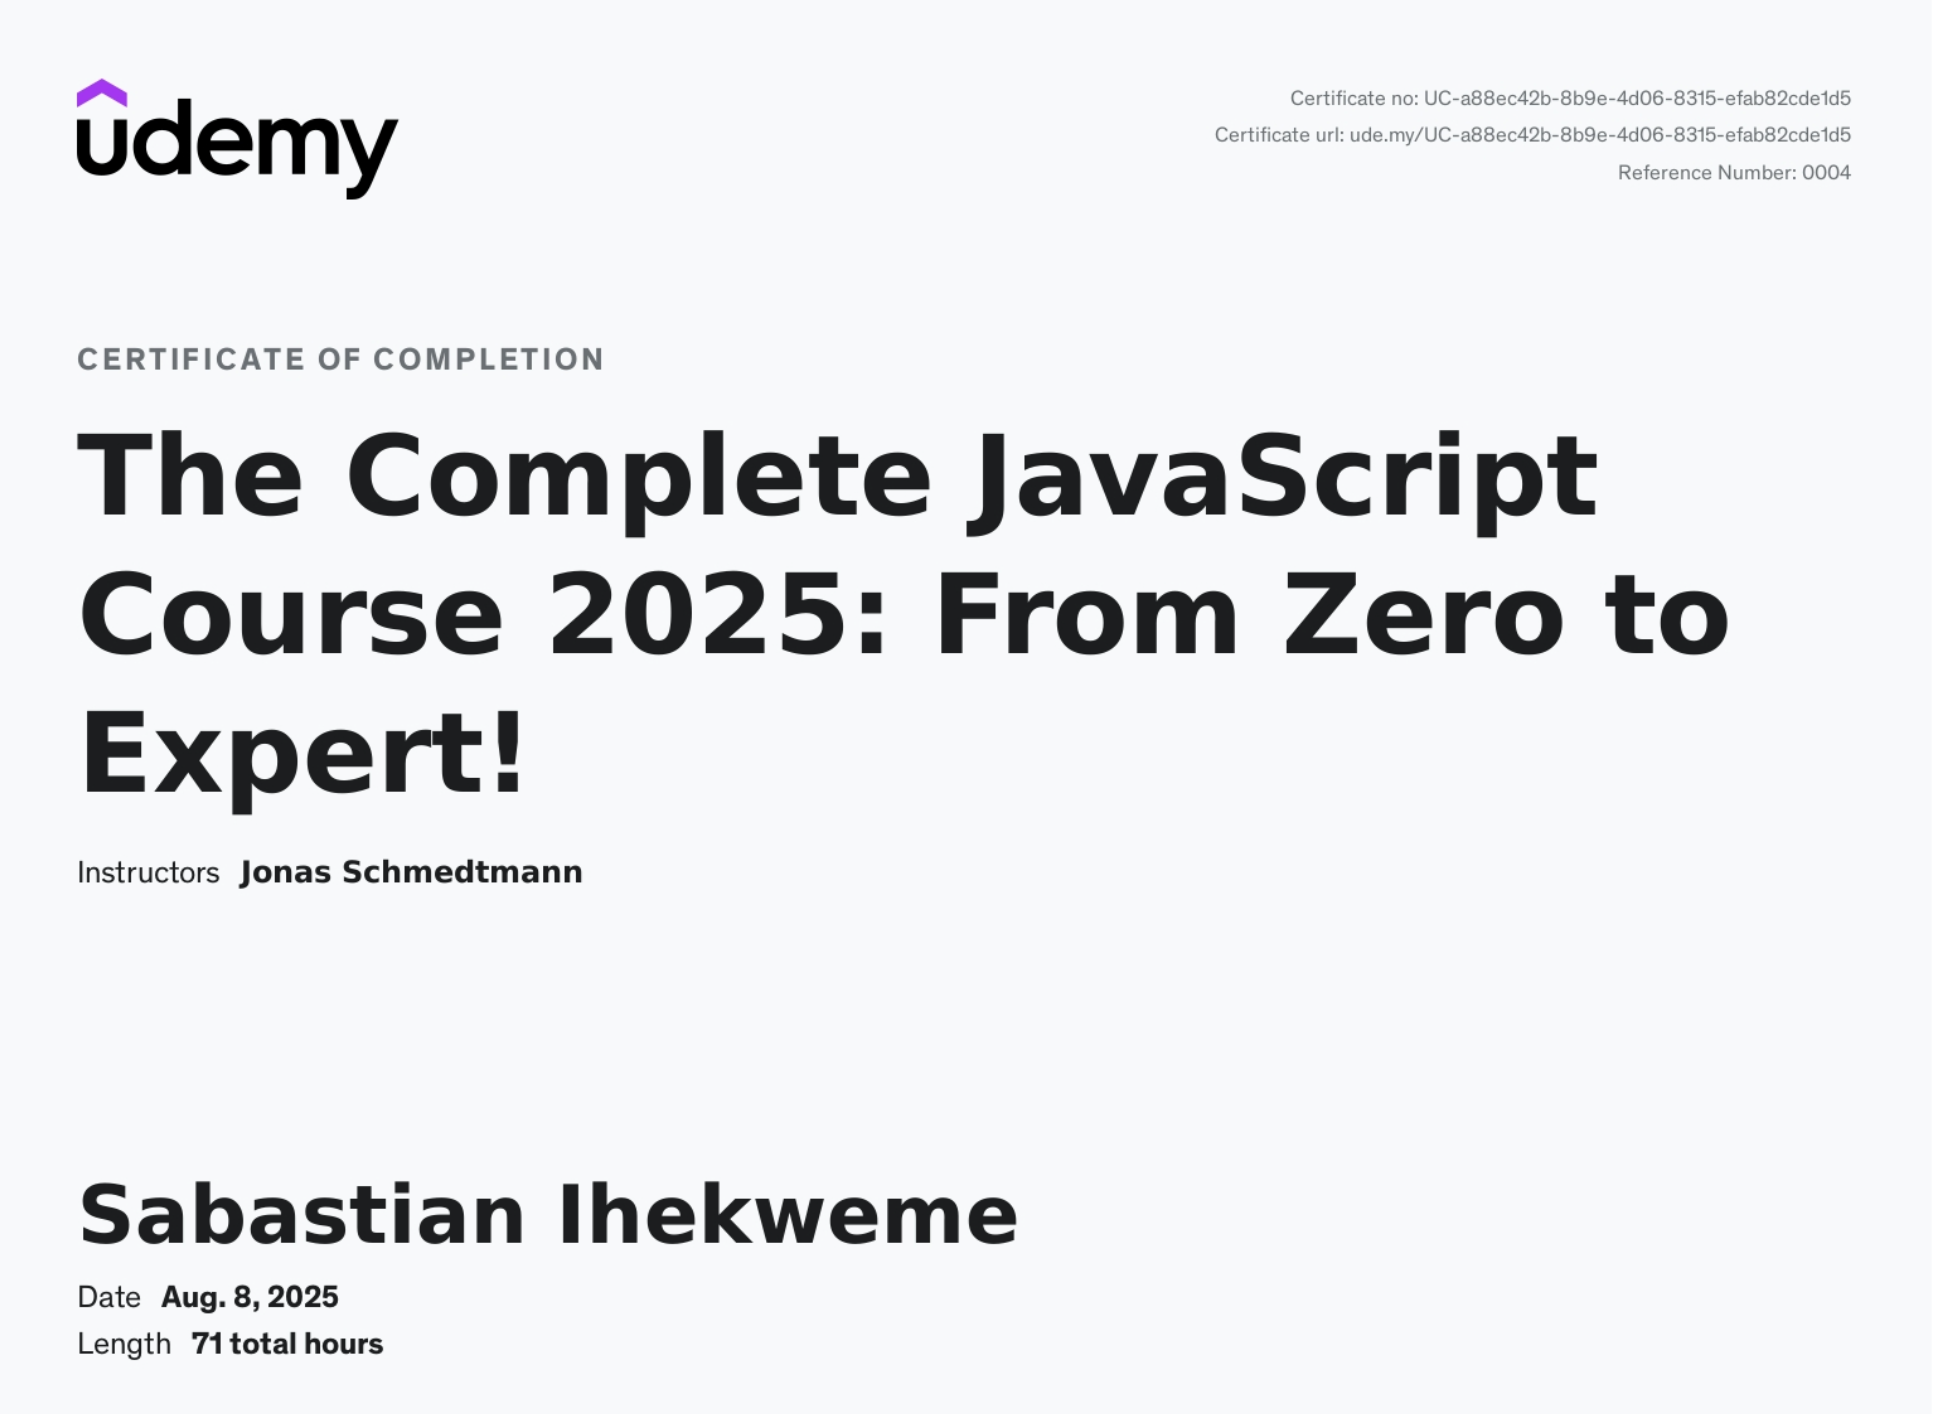 udemy
Certificate no: UC-a88ec42b-8b9e-4d06-8315-efab82cde1d5
Certificate url: ude.my/UC-a88ec42b-8b9e-4d06-8315-efab82cde1d5
Reference Number: 0004
CERTIFICATE OF COMPLETION
The Complete JavaScript
Course 2025: From Zero to
Expert!
Instructors Jonas Schmedtmann
Sabastian Ihekweme
Date Aug. 8, 2025
Length 71 total hours